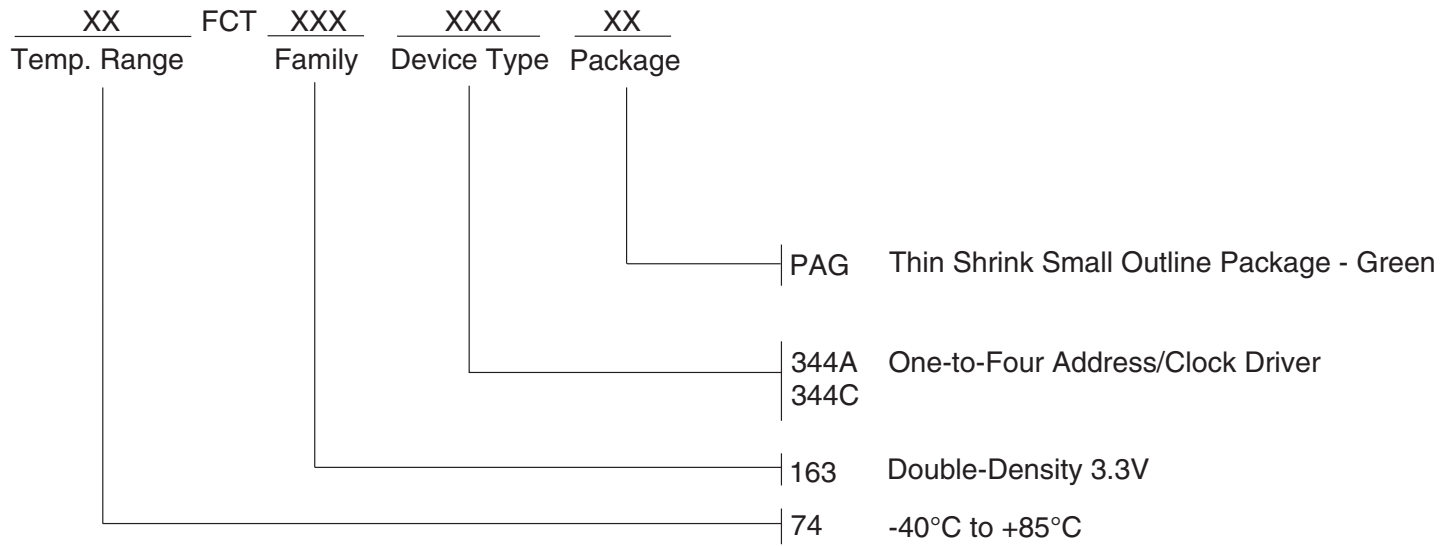 XX FCT XXX XXX XX
Temp. Range Family Device Type Package
PAG Thin Shrink Small Outline Package - Green
344A One-to-Four Address/Clock Driver
344C
163 Double-Density 3.3V
74 -40°C to +85°C